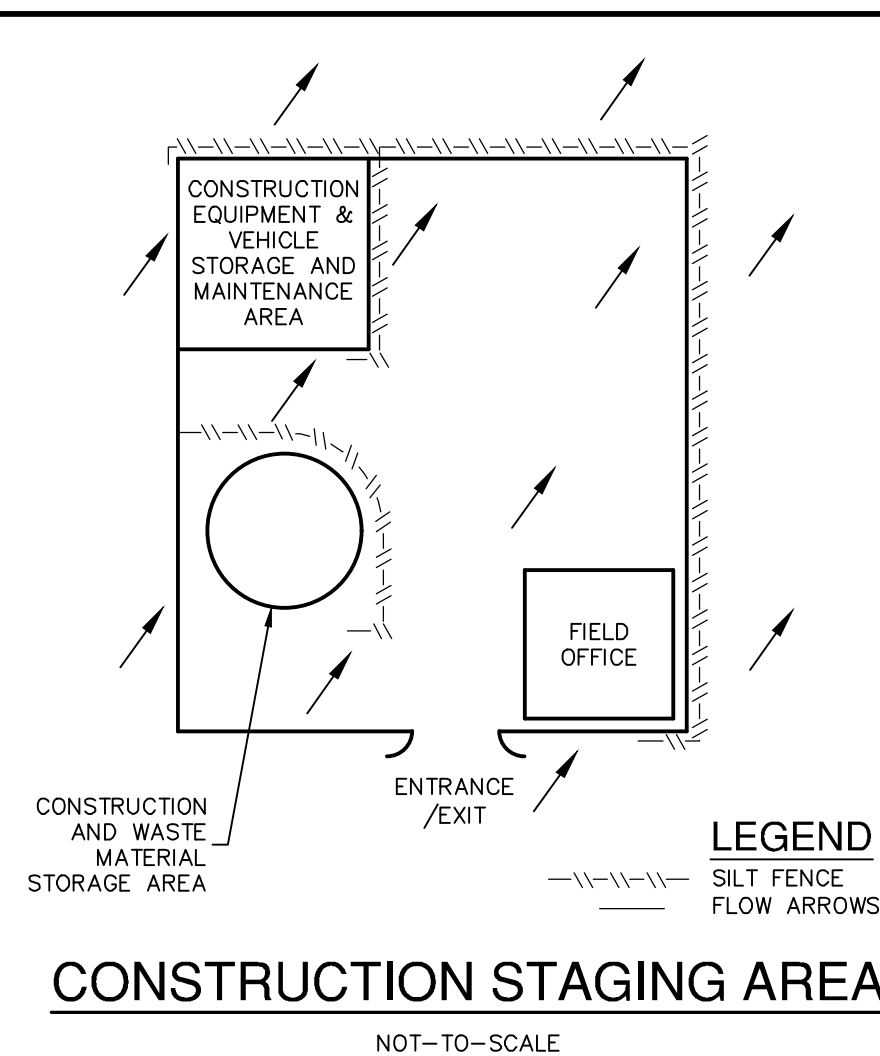 CONSTRUCTION
EQUIPMENT &
VEHICLE
STORAGE AND
MAINTENANCE
AREA
FIELD
OFFICE
ENTRANCE
/EXIT
CONSTRUCTION
AND WASTE
MATERIAL
STORAGE AREA
LEGEND
SILT FENCE
FLOW ARROWS
CONSTRUCTION STAGING AREA
NOT-TO-SCALE